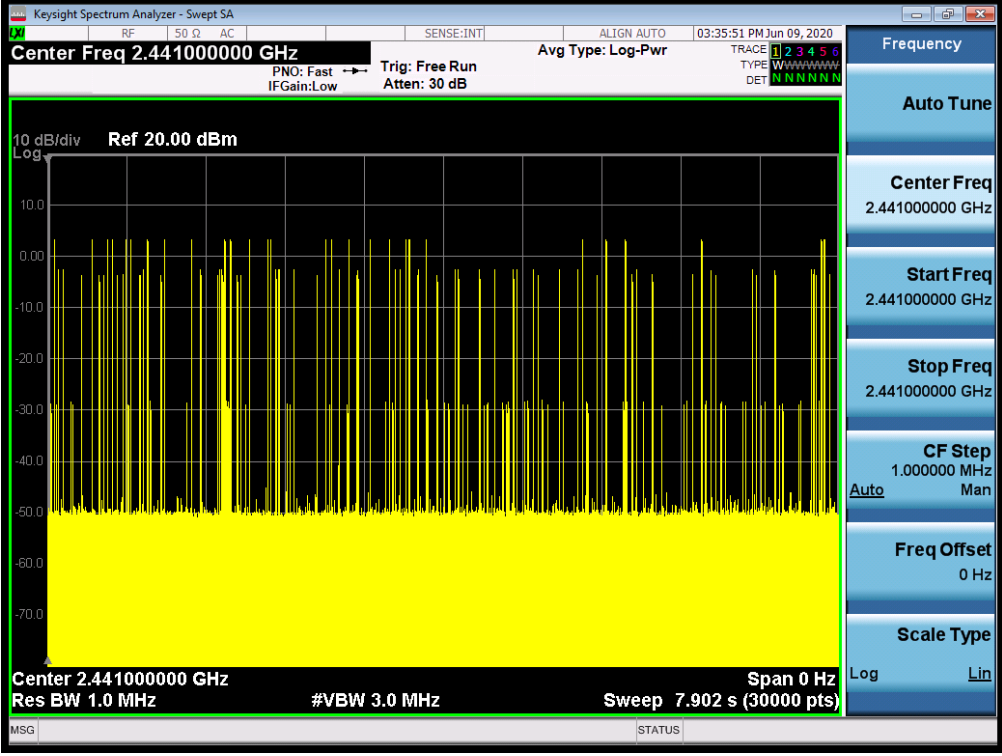 Keysight Spectrum Analyzer - Swept SA
LXI RF 50 Ω AC SENSE:INT ALIGN AUTO 03:35:51 PM Jun 09, 2020
Center Freq 2.441000000 GHz
PNO: Fast
IFGain:Low
Trig: Free Run
Atten: 30 dB
Avg Type: Log-Pwr
TRACE 1 2 3 4 5 6
TYPE WWWWWW
DET N N N N N N
10 dB/div
Log
Ref 20.00 dBm
10.0
0.00
-10.0
-20.0
-30.0
-40.0
-50.0
-60.0
-70.0
Center 2.441000000 GHz
Span 0 Hz
Res BW 1.0 MHz
#VBW 3.0 MHz
Sweep 7.902 s (30000 pts)
MSG
STATUS
Frequency
Auto Tune
Center Freq
2.441000000 GHz
Start Freq
2.441000000 GHz
Stop Freq
2.441000000 GHz
CF Step
1.000000 MHz
Auto Man
Freq Offset
0 Hz
Scale Type
Log Lin